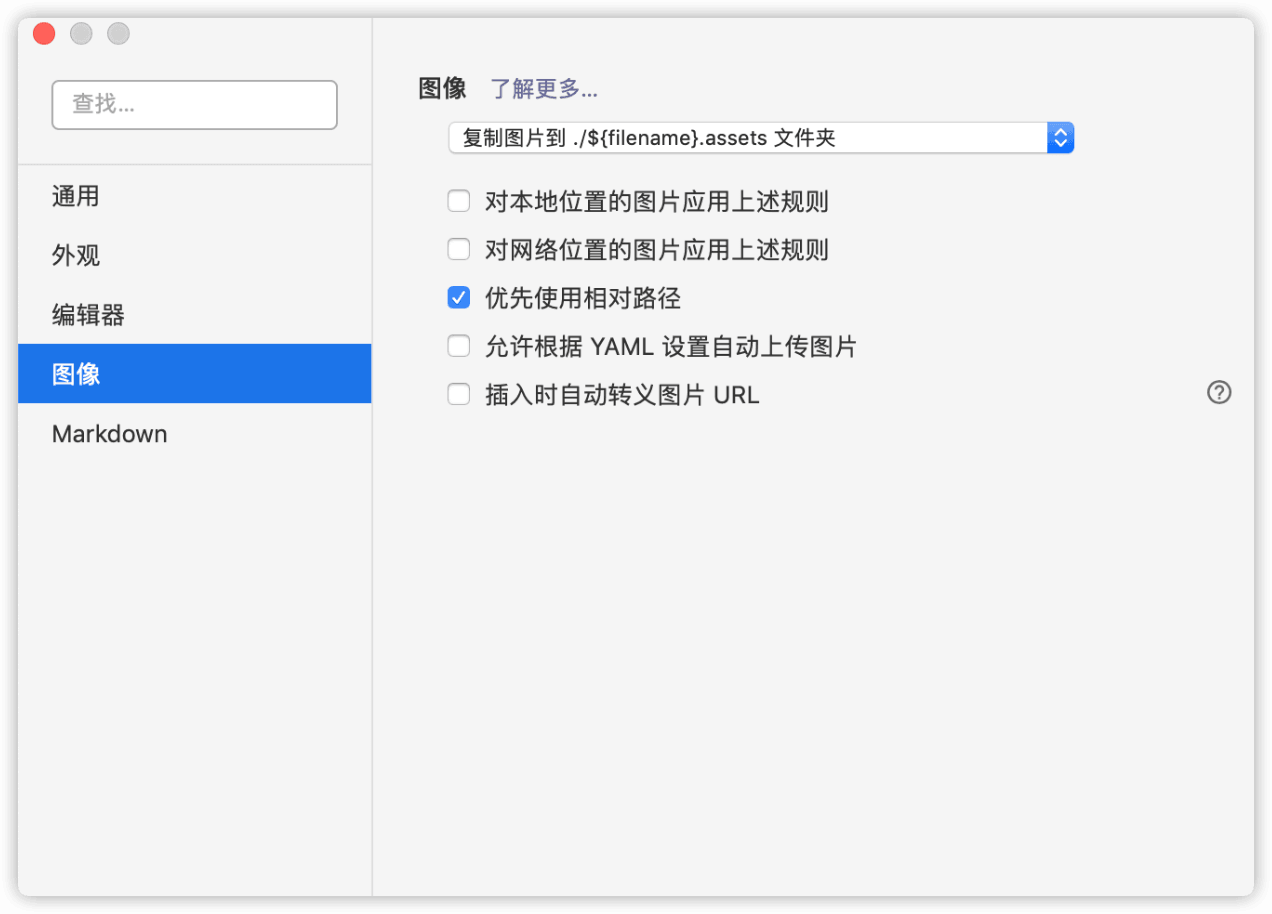 查找...
通用
外观
编辑器
图像
Markdown
图像 了解更多...
复制图片到 ./${filename}.assets 文件夹
对本地位置的图片应用上述规则
对网络位置的图片应用上述规则
优先使用相对路径
允许根据 YAML 设置自动上传图片
插入时自动转义图片 URL
?